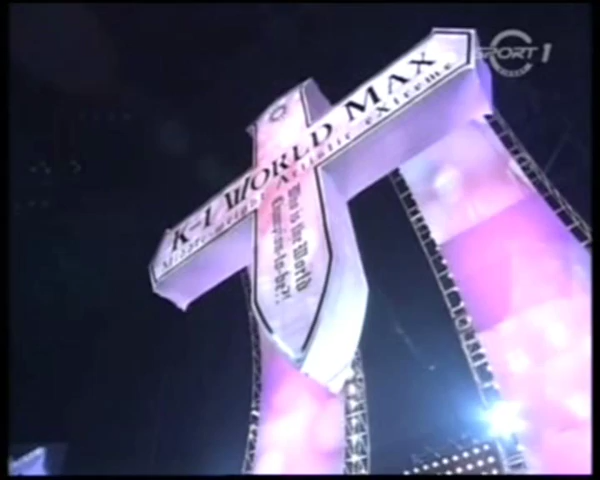 SPORT 1
K-1 WORLD MAX
Middleweight Artistic eXtreme
Who is the World
Champion-to-be?!